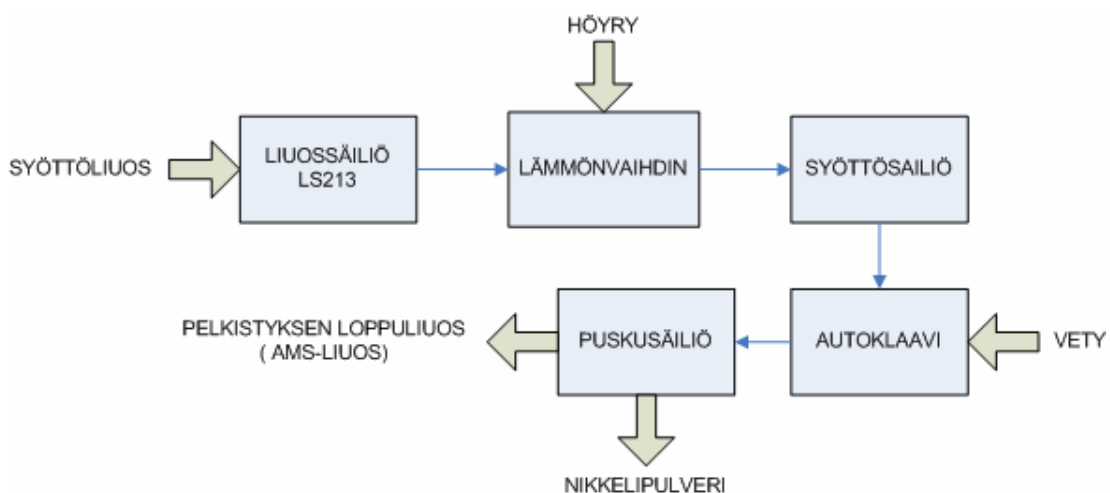 HÖYRY
SYÖTTÖLIUOS
LIUOSSÄILIÖ
LS213
LÄMMÖNVAIHDIN
SYÖTTÖSAILIÖ
PELKISTYKSEN LOPPULIUOS
( AMS-LIUOS)
PUSKUSÄILIÖ
AUTOKLAAVI
VETY
NIKKELIPULVERI